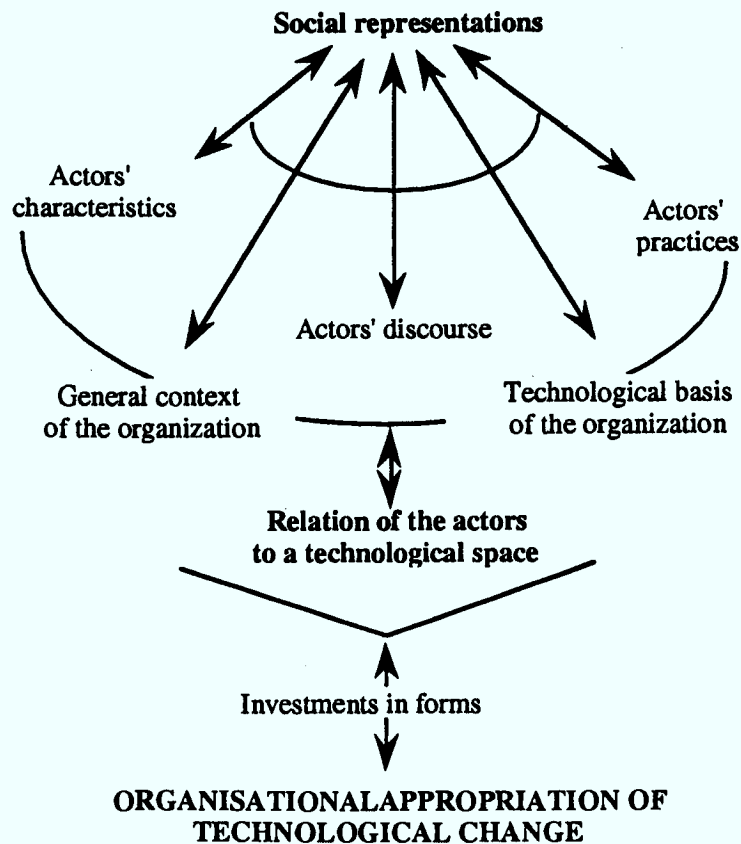 Social representations
Actors'
characteristics
Actors'
practices
Actors' discourse
General context
of the organization
Technological basis
of the organization
Relation of the actors
to a technological space
Investments in forms
ORGANISATIONALAPPROPRIATION OF
TECHNOLOGICAL CHANGE